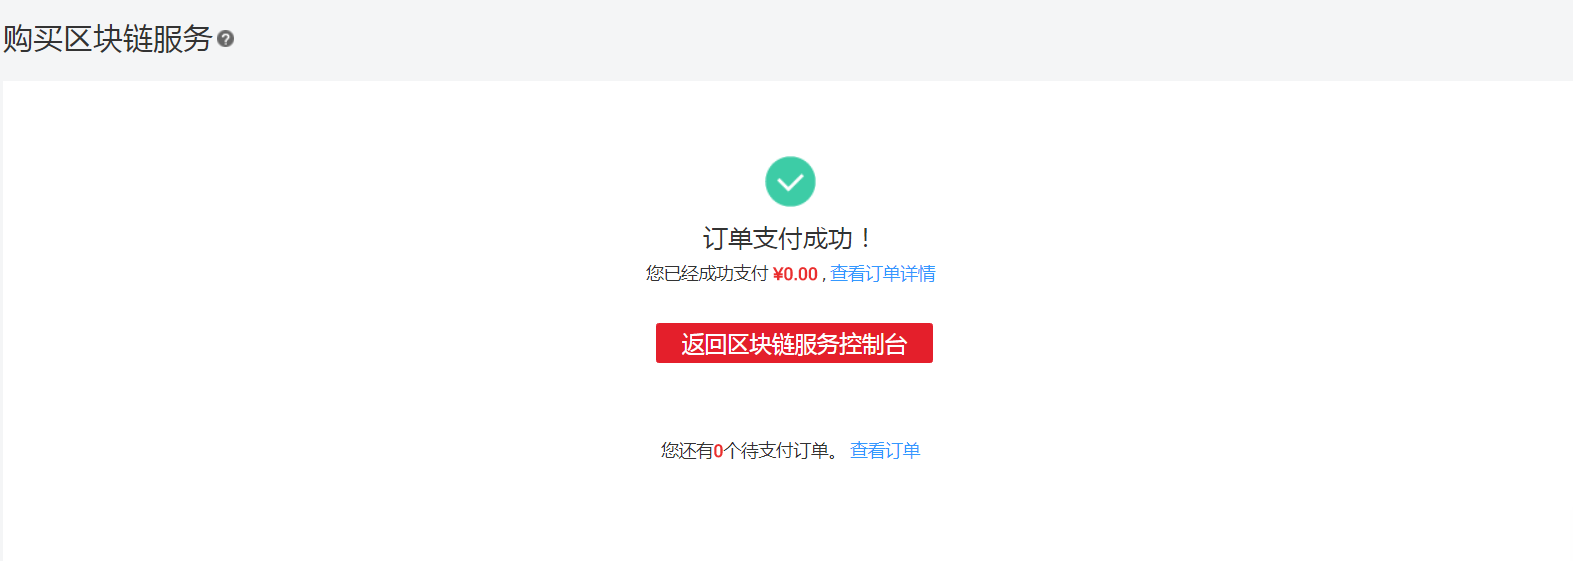 购买区块链服务
订单支付成功！
您已经成功支付 ¥0.00 , 查看订单详情
返回区块链服务控制台
您还有0个待支付订单。 查看订单